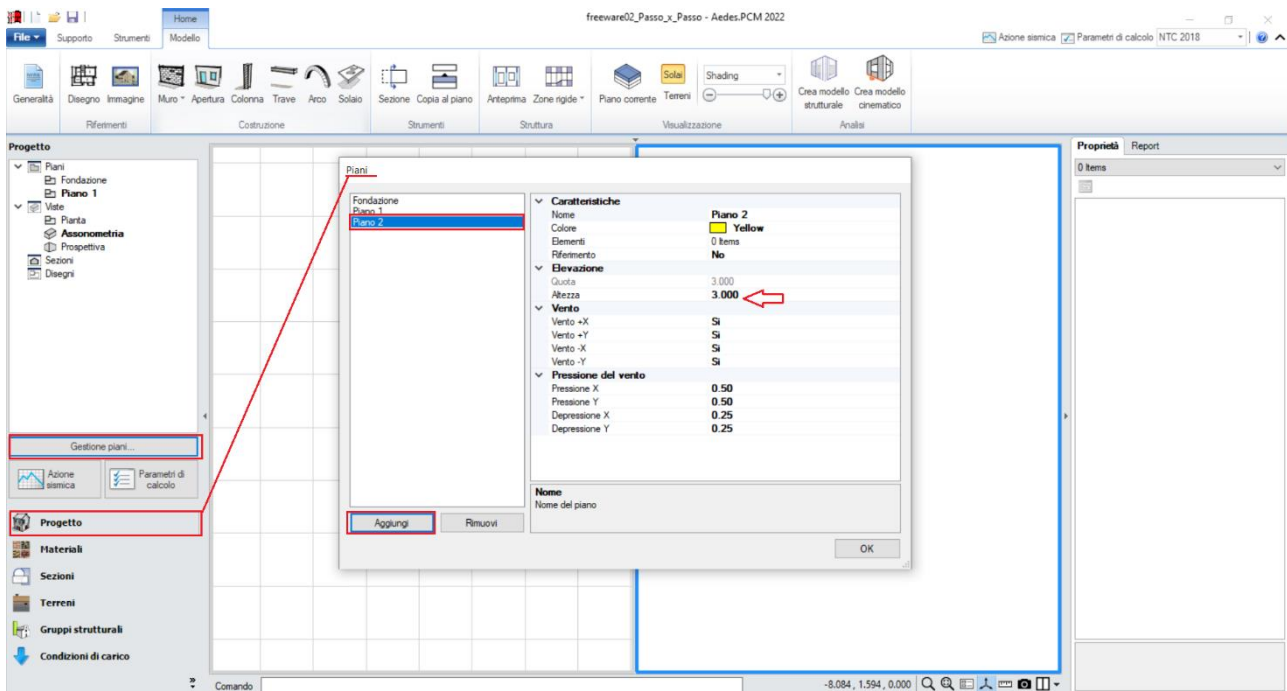 freeware02_Passo_x_Passo - Aedes.PCM 2022
Home
File Supporto Strumenti Modello
Azione sismica Parametri di calcolo NTC 2018
Generalità Disegno Immagine Muro Apertura Colonna Trave Arco Solaio Sezione Copia al piano Anteprima Zone rigide Piano corrente Solai Terreni Shading Crea modello strutturale Crea modello cinematico
Riferimenti Costruzione Strumenti Struttura Visualizzazione Analisi
Progetto
Piani
Fondazione
Piano 1
Viste
Pianta
Assonometria
Prospettiva
Sezioni
Disegni
Gestione piani...
Azione sismica
Parametri di calcolo
Progetto
Materiali
Sezioni
Terreni
Gruppi strutturali
Condizioni di carico
Piani
Fondazione
Piano 1
Piano 2
Aggiungi Rimuovi
Caratteristiche
Nome Piano 2
Colore Yellow
Elementi 0 Items
Riferimento No
Elevazione
Quota 3.000
Altezza 3.000
Vento
Vento +X Sì
Vento +Y Sì
Vento -X Sì
Vento -Y Sì
Pressione del vento
Pressione X 0.50
Pressione Y 0.50
Depressione X 0.25
Depressione Y 0.25
Nome
Nome del piano
OK
Proprietà Report
0 Items
Comando
-8.084 , 1.594 , 0.000